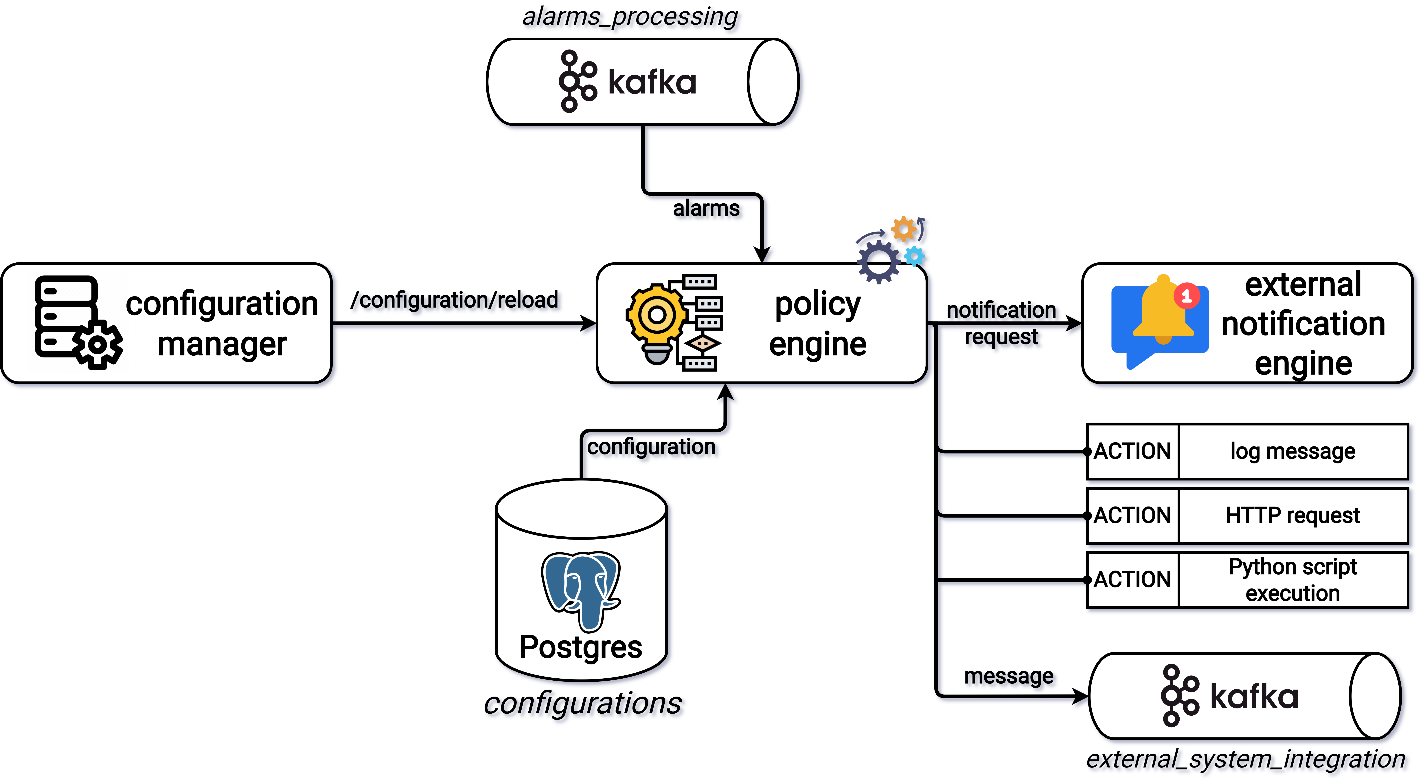 alarms_processing
kafka
alarms
configuration
manager
/configuration/reload
policy
engine
notification
request
1
external
notification
engine
configuration
Postgres
configurations
ACTION log message
ACTION HTTP request
ACTION Python script
execution
message
kafka
external_system_integration